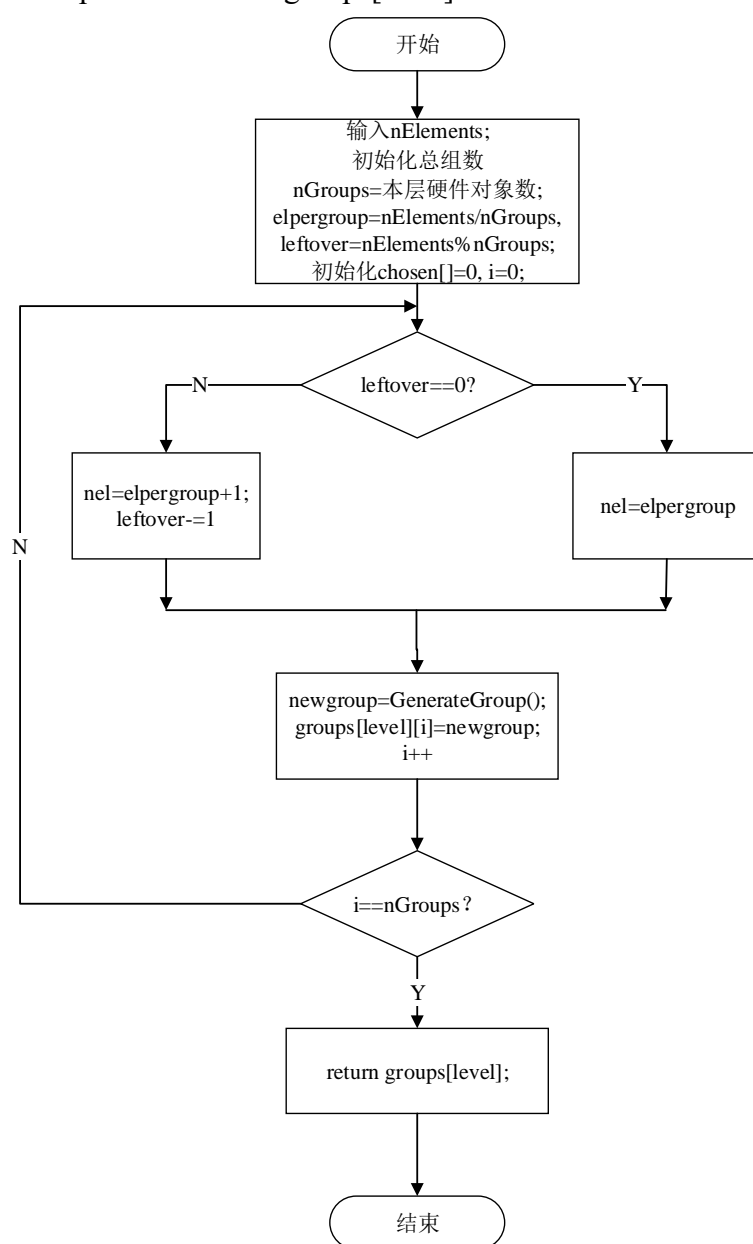 开始
输入nElements;
初始化总组数
nGroups=本层硬件对象数;
elpergroup=nElements/nGroups,
leftover=nElements%nGroups;
初始化chosen[]=0, i=0;
leftover==0?
N
Y
nel=elpergroup+1;
leftover-=1
nel=elpergroup
N
newgroup=GenerateGroup();
groups[level][i]=newgroup;
i++
i==nGroups?
Y
return groups[level];
结束